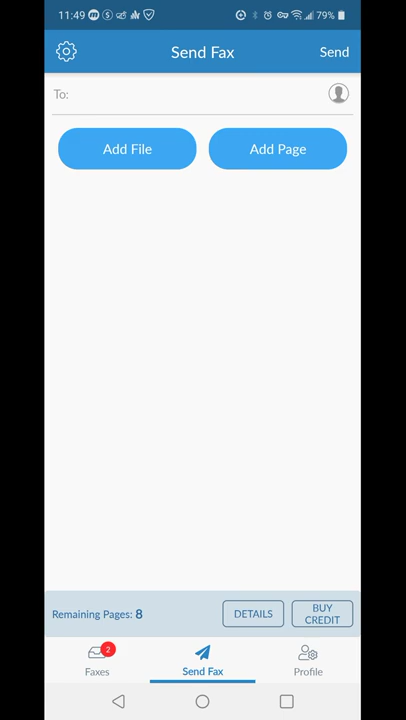 11:49 79%
Send Fax Send
To:
Add File Add Page
Remaining Pages: 8 DETAILS BUY CREDIT
2
Faxes Send Fax Profile